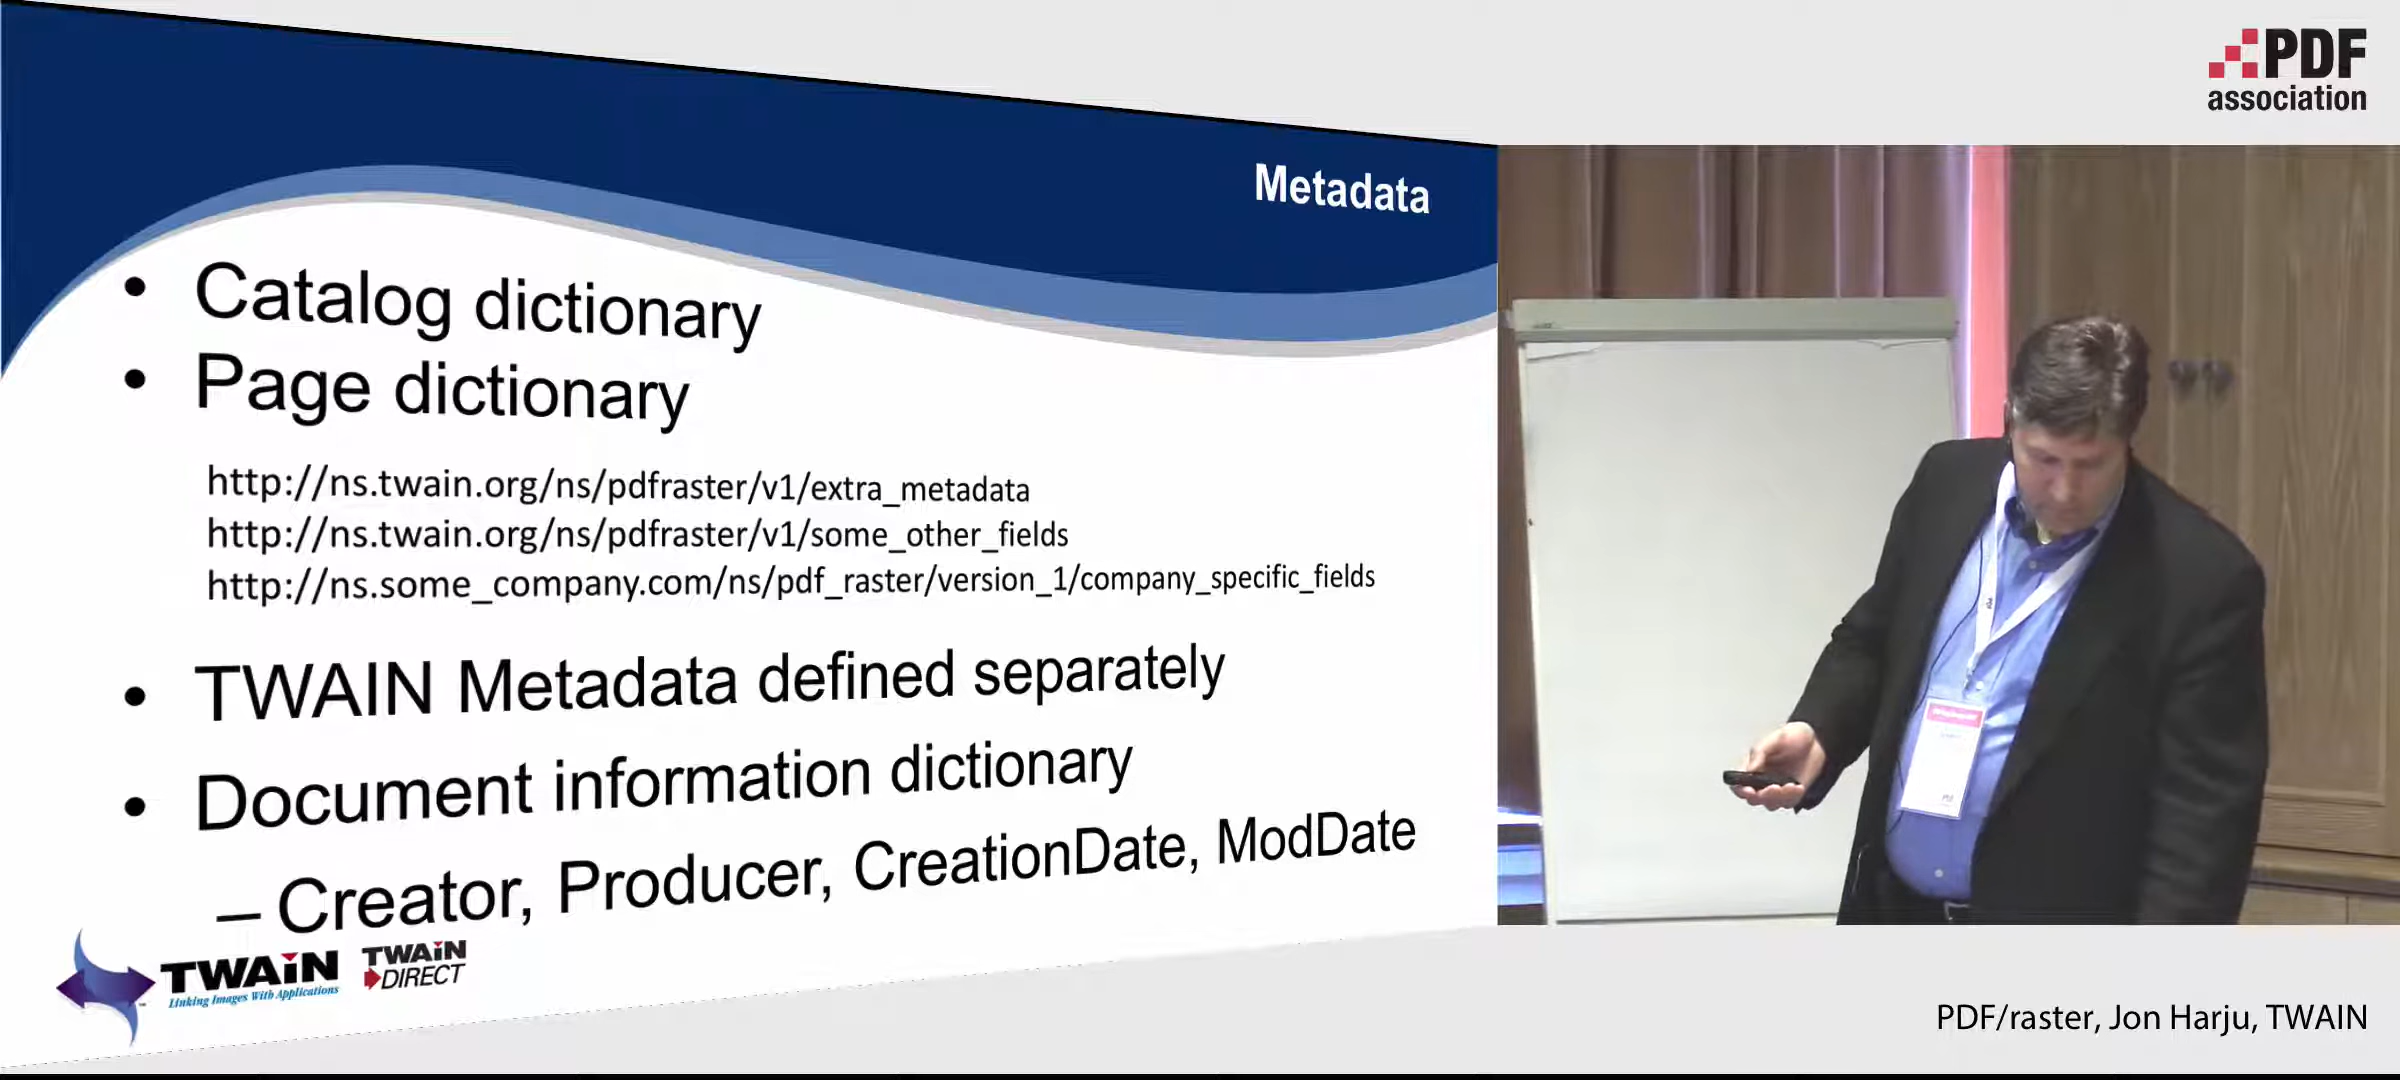 PDF
association
Metadata
• Catalog dictionary
• Page dictionary
http://ns.twain.org/ns/pdfraster/v1/extra_metadata
http://ns.twain.org/ns/pdfraster/v1/some_other_fields
http://ns.some_company.com/ns/pdf_raster/version_1/company_specific_fields
• TWAIN Metadata defined separately
• Document information dictionary
– Creator, Producer, CreationDate, ModDate
TWAiN
Linking Images With Applications
TWAiN
DIRECT
PDF/raster, Jon Harju, TWAIN